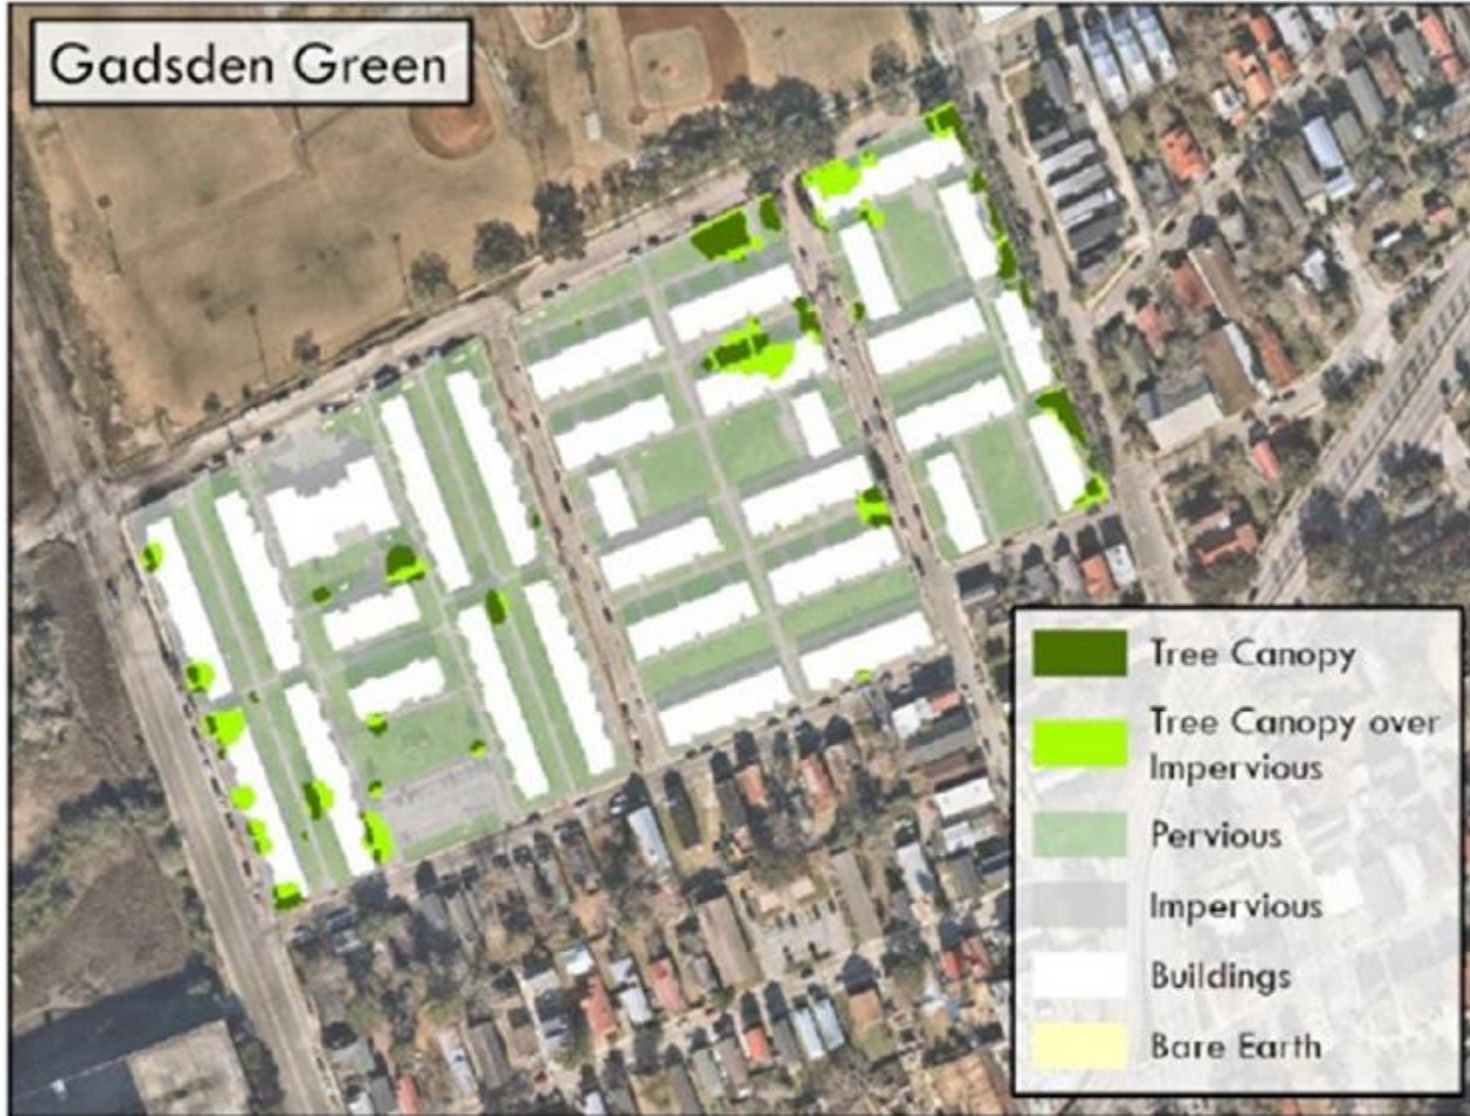 Gadsden Green
Tree Canopy
Tree Canopy over
Impervious
Pervious
Impervious
Buildings
Bare Earth